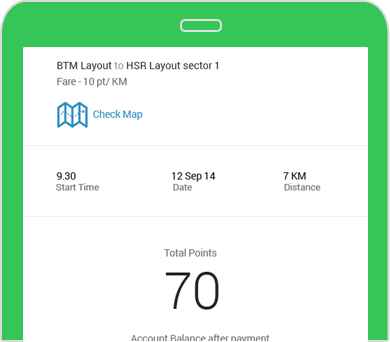 BTM Layout to HSR Layout sector 1
Fare - 10 pt/ KM
Check Map
9.30 12 Sep 14 7 KM
Start Time Date Distance
Total Points
70
Account Balance after payment